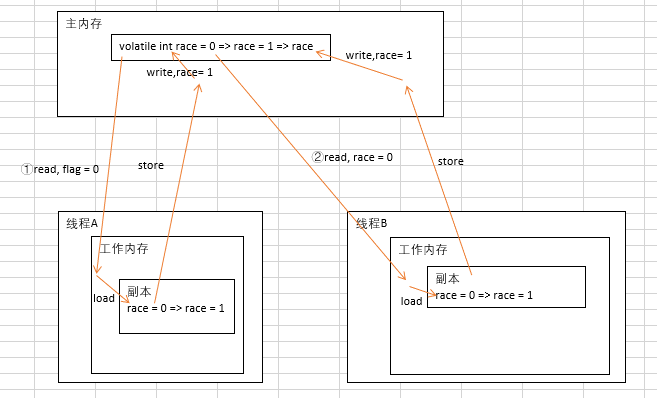 主内存
volatile int race = 0 => race = 1 => race
write,race= 1
write,race= 1
①read, flag = 0
store
②read, race = 0
store
线程A
工作内存
副本
load
race = 0 => race = 1
线程B
工作内存
副本
load
race = 0 => race = 1